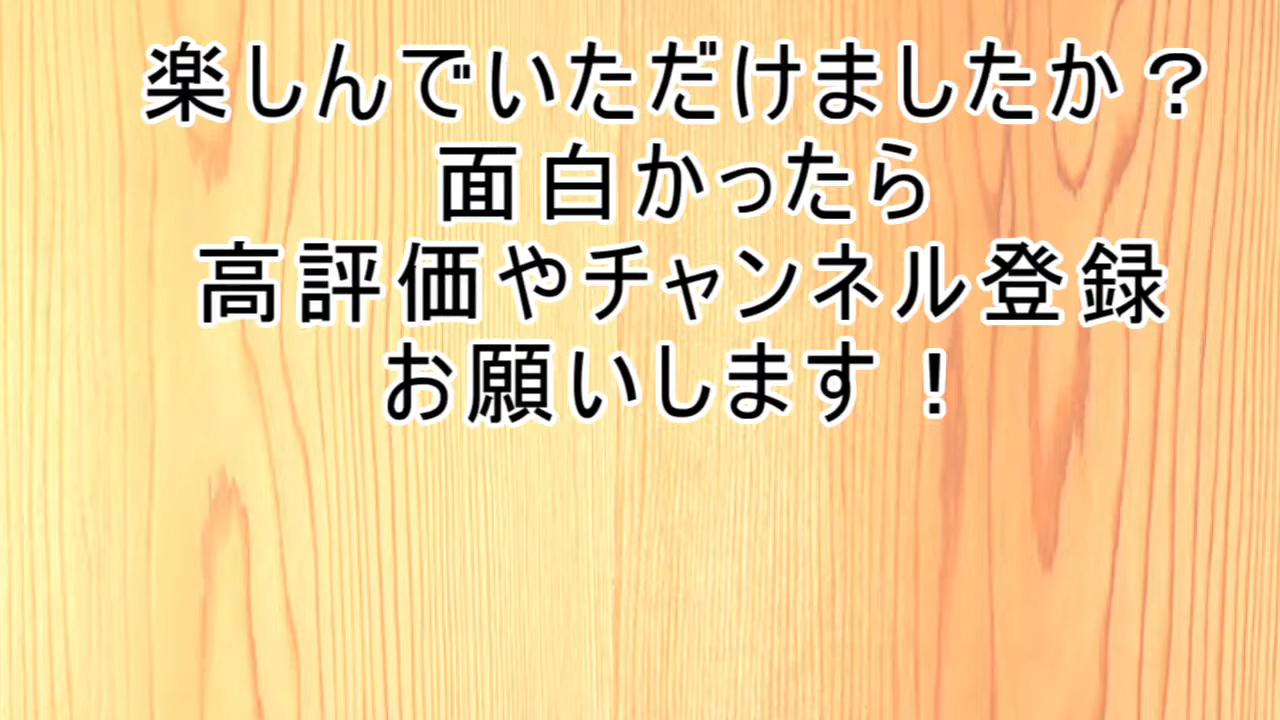 楽しんでいただけましたか？
面白かったら
高評価やチャンネル登録
お願いします！